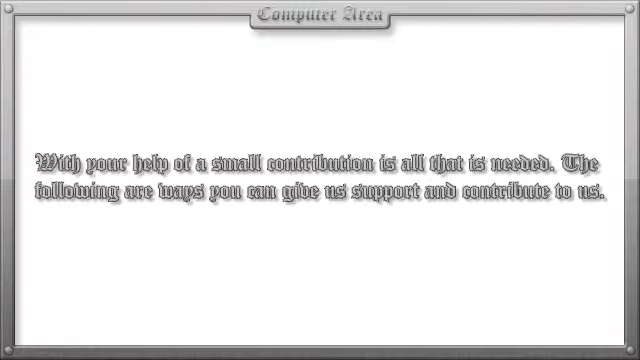 Computer Area
With your help of a small contribution is all that is needed. The
following are ways you can give us support and contribute to us.